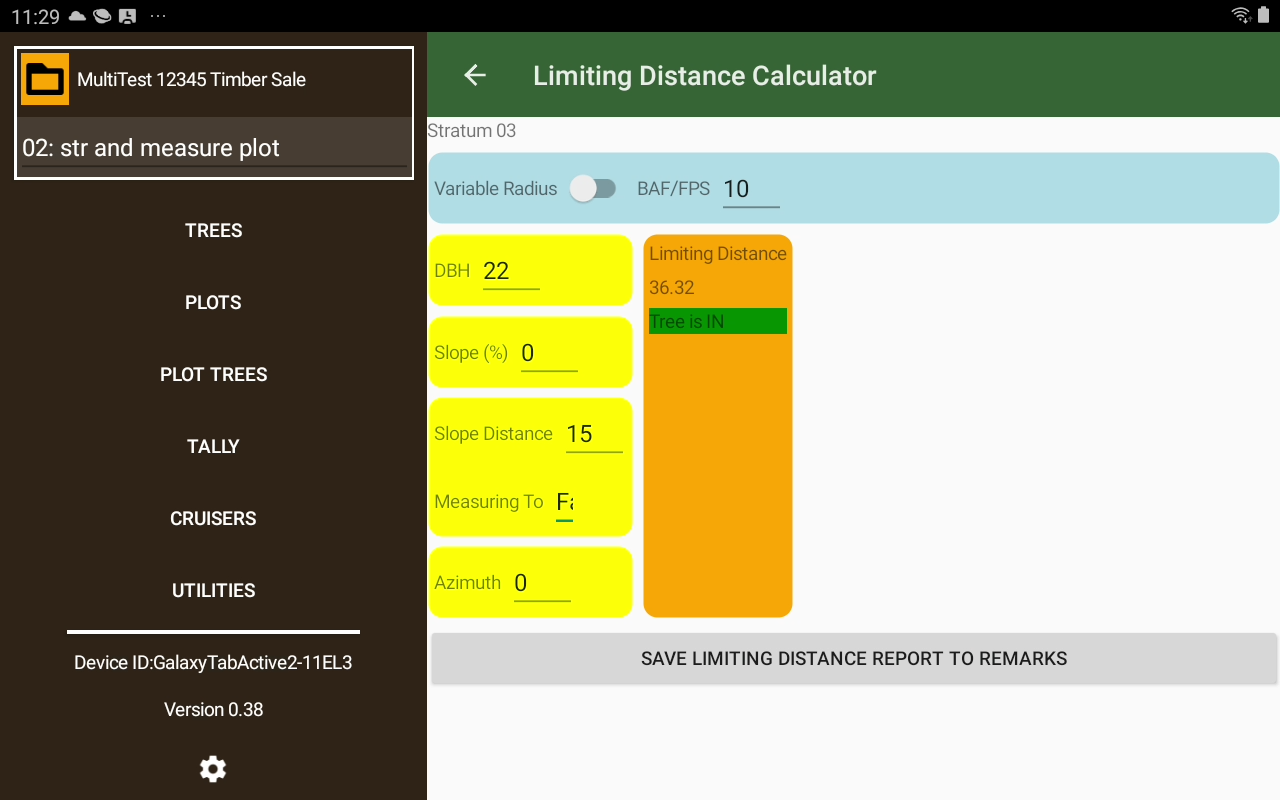 11:29
MultiTest 12345 Timber Sale
02: str and measure plot
TREES
PLOTS
PLOT TREES
TALLY
CRUISERS
UTILITIES
Device ID:GalaxyTabActive2-11EL3
Version 0.38
Limiting Distance Calculator
Stratum 03
Variable Radius BAF/FPS 10
DBH 22
Slope (%) 0
Slope Distance 15
Measuring To Fa
Azimuth 0
Limiting Distance
36.32
Tree is IN
SAVE LIMITING DISTANCE REPORT TO REMARKS